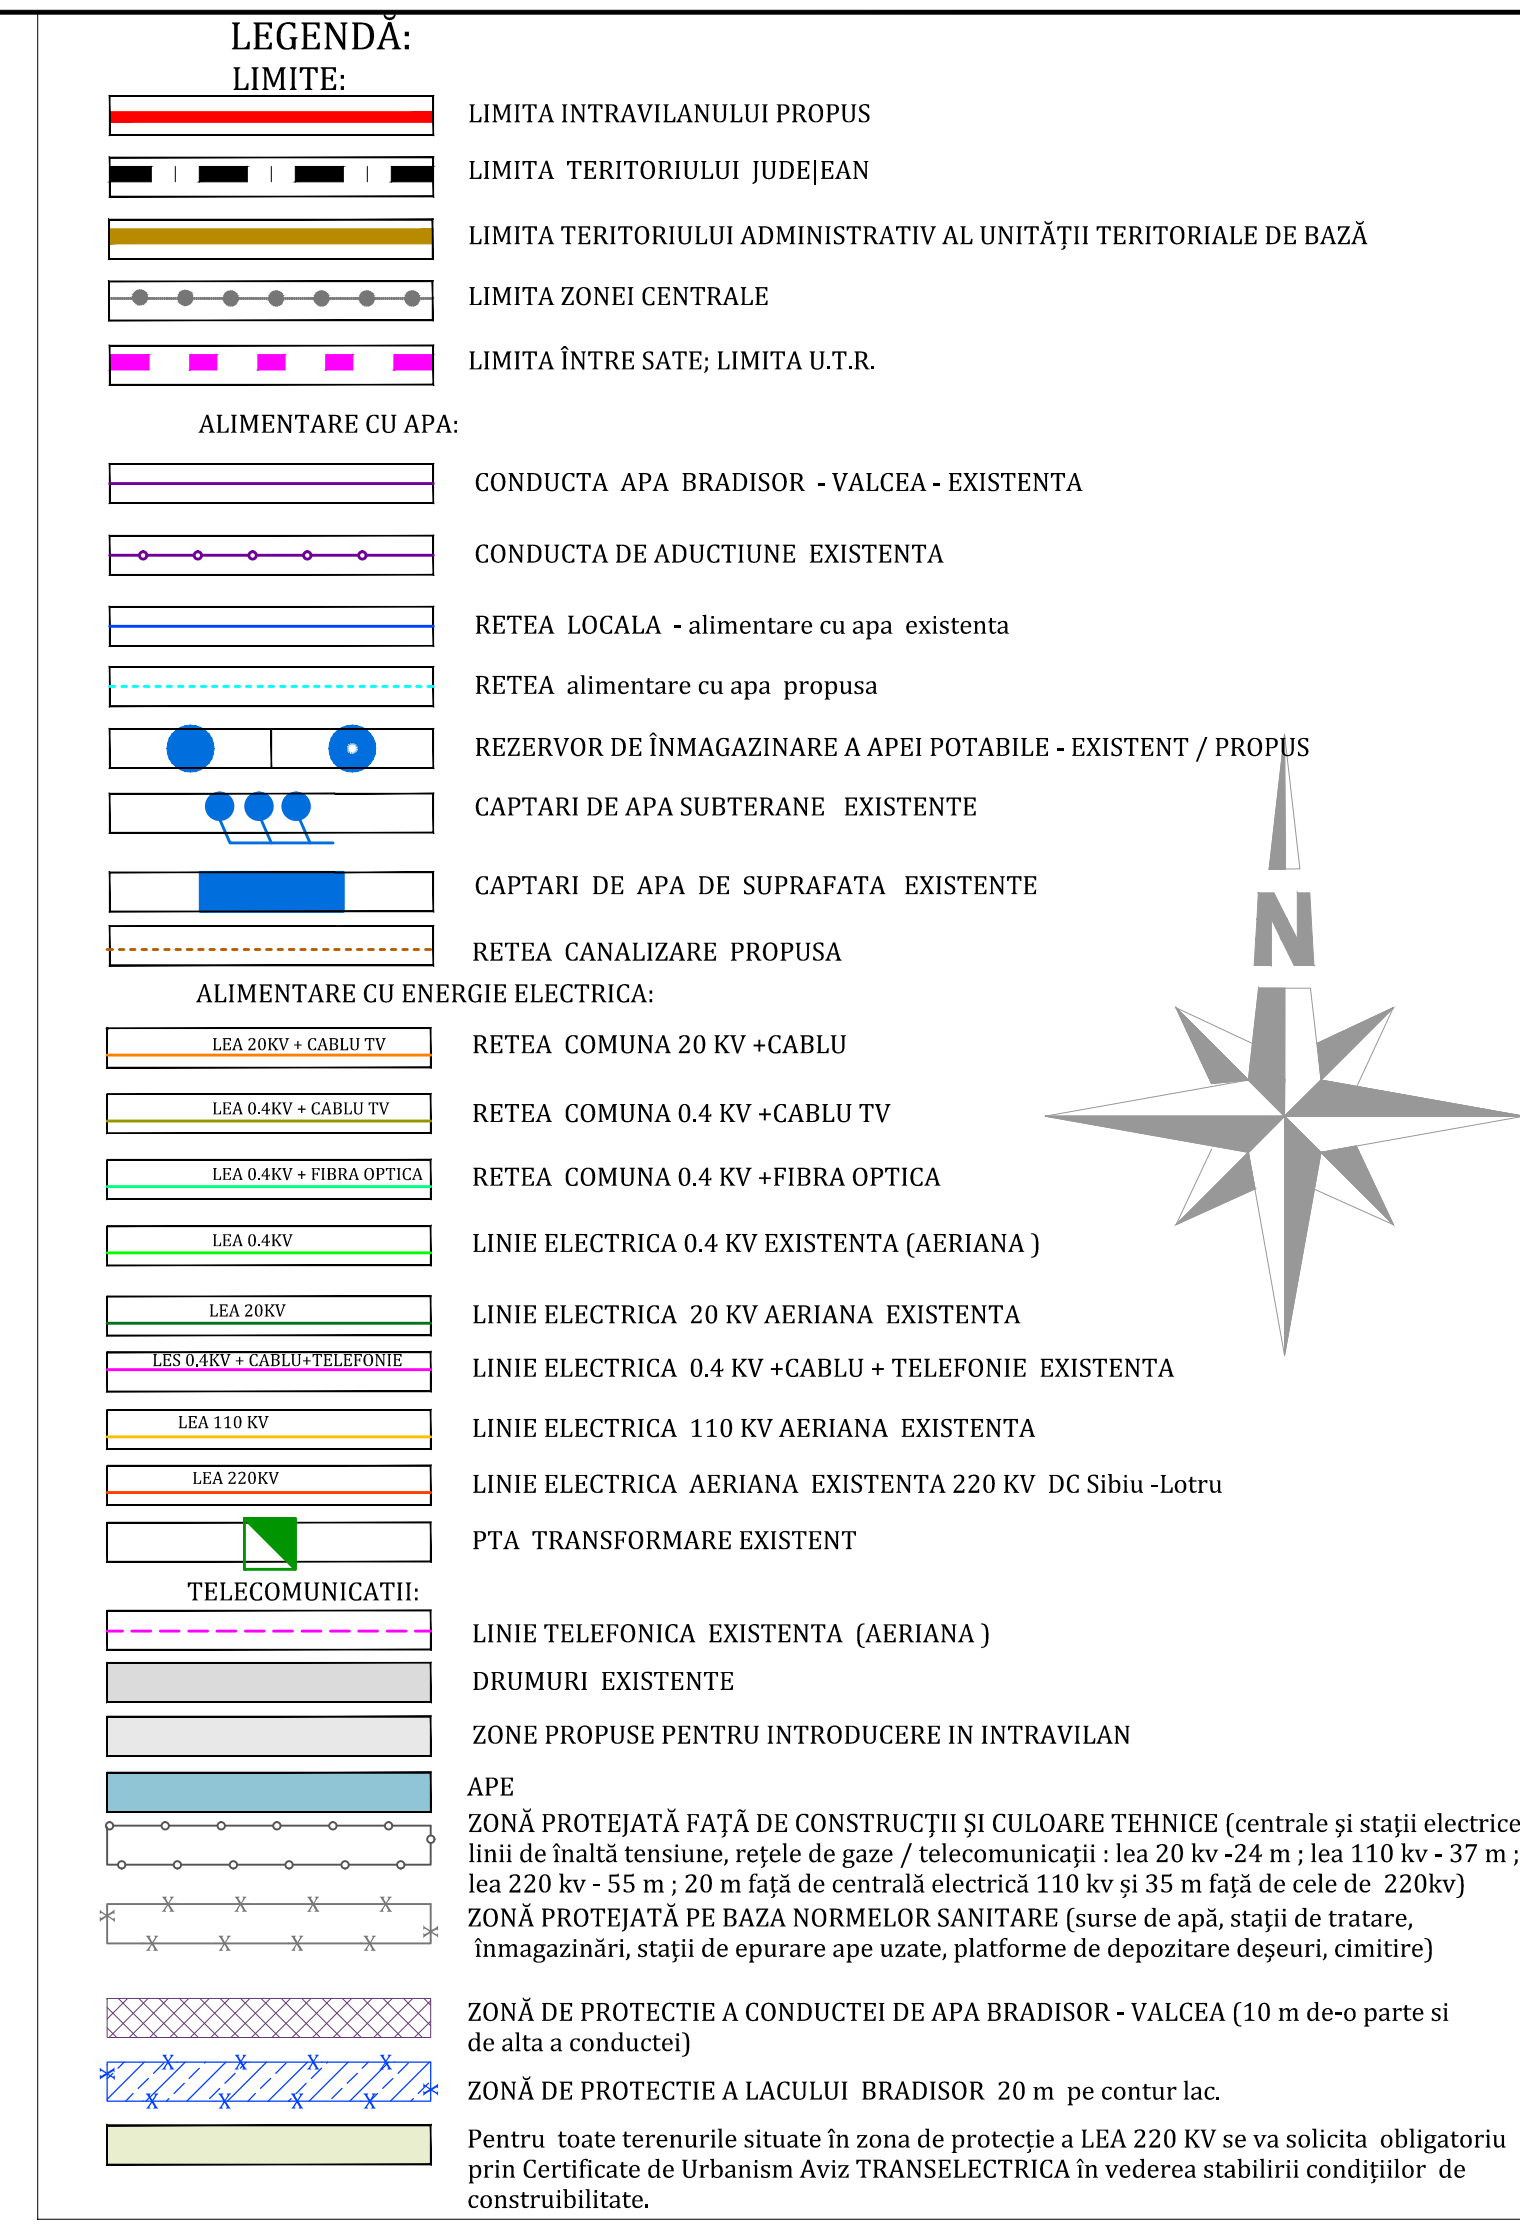 LEGENDĂ:
LIMITE:
LIMITA INTRAVILANULUI PROPUS
LIMITA TERITORIULUI JUDE|EAN
LIMITA TERITORIULUI ADMINISTRATIV AL UNITĂȚII TERITORIALE DE BAZĂ
LIMITA ZONEI CENTRALE
LIMITA ÎNTRE SATE; LIMITA U.T.R.
ALIMENTARE CU APA:
CONDUCTA APA BRADISOR - VALCEA - EXISTENTA
CONDUCTA DE ADUCTIUNE EXISTENTA
RETEA LOCALA - alimentare cu apa existenta
RETEA alimentare cu apa propusa
REZERVOR DE ÎNMAGAZINARE A APEI POTABILE - EXISTENT / PROPUS
CAPTARI DE APA SUBTERANE EXISTENTE
CAPTARI DE APA DE SUPRAFATA EXISTENTE
N
RETEA CANALIZARE PROPUSA
ALIMENTARE CU ENERGIE ELECTRICA:
LEA 20KV + CABLU TV RETEA COMUNA 20 KV +CABLU
LEA 0.4KV + CABLU TV RETEA COMUNA 0.4 KV +CABLU TV
LEA 0.4KV + FIBRA OPTICA RETEA COMUNA 0.4 KV +FIBRA OPTICA
LEA 0.4KV LINIE ELECTRICA 0.4 KV EXISTENTA (AERIANA )
LEA 20KV LINIE ELECTRICA 20 KV AERIANA EXISTENTA
LES 0.4KV + CABLU+TELEFONIE LINIE ELECTRICA 0.4 KV +CABLU + TELEFONIE EXISTENTA
LEA 110 KV LINIE ELECTRICA 110 KV AERIANA EXISTENTA
LEA 220KV LINIE ELECTRICA AERIANA EXISTENTA 220 KV DC Sibiu -Lotru
PTA TRANSFORMARE EXISTENT
TELECOMUNICATII:
LINIE TELEFONICA EXISTENTA (AERIANA )
DRUMURI EXISTENTE
ZONE PROPUSE PENTRU INTRODUCERE IN INTRAVILAN
APE
ZONĂ PROTEJATĂ FAŢÃ DE CONSTRUCŢII ŞI CULOARE TEHNICE (centrale şi staţii electrice
linii de înaltă tensiune, reţele de gaze / telecomunicaţii : lea 20 kv -24 m ; lea 110 kv - 37 m ;
lea 220 kv - 55 m ; 20 m față de centrală electrică 110 kv și 35 m față de cele de 220kv)
ZONĂ PROTEJATĂ PE BAZA NORMELOR SANITARE (surse de apă, staţii de tratare,
înmagazinări, staţii de epurare ape uzate, platforme de depozitare deşeuri, cimitire)
ZONĂ DE PROTECTIE A CONDUCTEI DE APA BRADISOR - VALCEA (10 m de-o parte si
de alta a conductei)
ZONĂ DE PROTECTIE A LACULUI BRADISOR 20 m pe contur lac.
Pentru toate terenurile situate în zona de protecție a LEA 220 KV se va solicita obligatoriu
prin Certificate de Urbanism Aviz TRANSELECTRICA în vederea stabilirii condițiilor de
construibilitate.